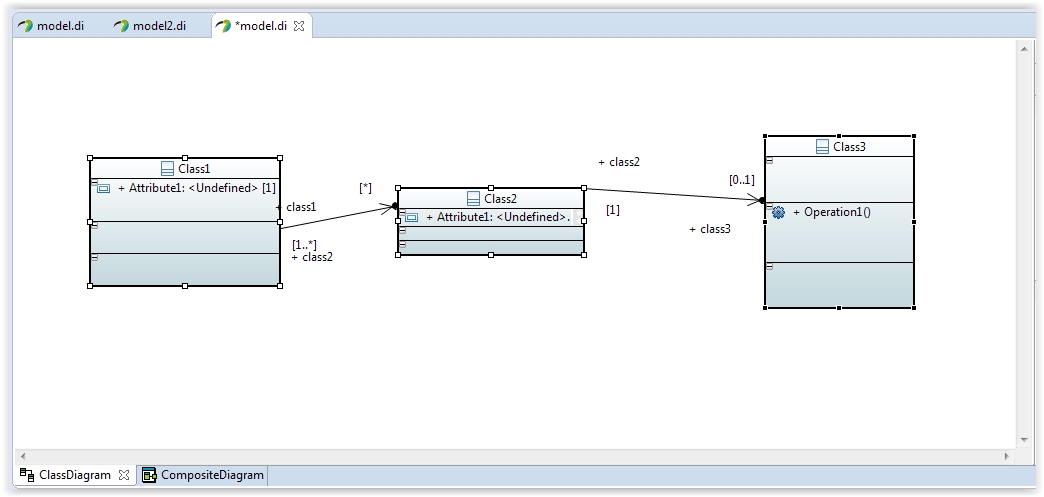 model.di
model2.di
*model.di
Class1
+ Attribute1: <Undefined> [1]
+ class1
[1..*]
+ class2
[*]
Class2
+ Attribute1: <Undefined>.
+ class2
[1]
[0..1]
+ class3
Class3
+ Operation1()
ClassDiagram
CompositeDiagram